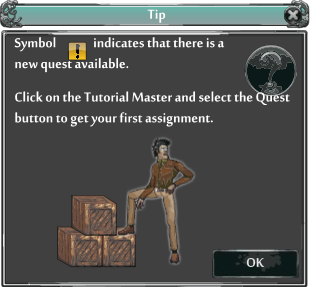 Tip
Symbol ! indicates that there is a
new quest available.
Click on the Tutorial Master and select the Quest
button to get your first assignment.
OK